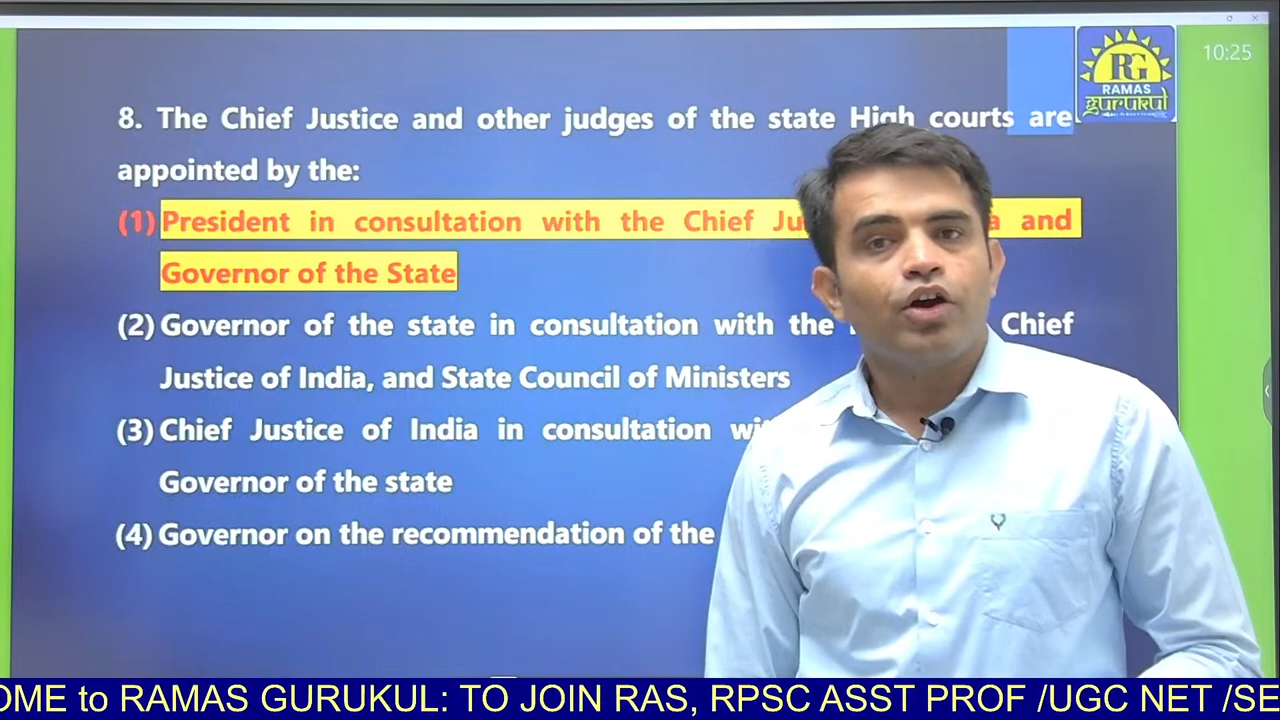 10:25
RG
RAMAS
gurukul
8. The Chief Justice and other judges of the state High courts are
appointed by the:
(1) President in consultation with the Chief and
Governor of the State
(2) Governor of the state in consultation with the Chief
Justice of India, and State Council of Ministers
(3) Chief Justice of India in consultation
Governor of the state
(4) Governor on the recommendation of the
to RAMAS GURUKUL: TO JOIN RAS, RPSC ASST PROF /UGC NET